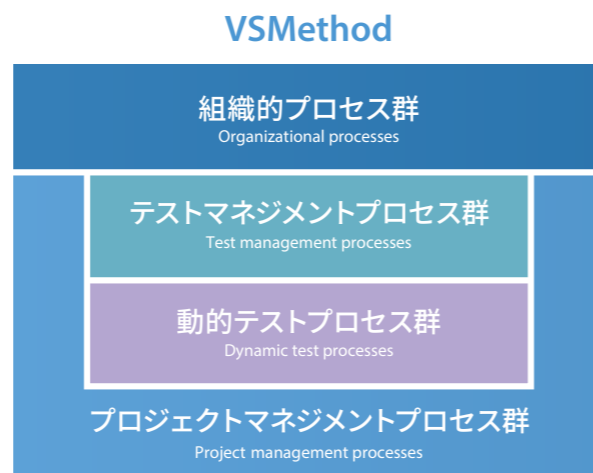 VSMethod
組織的プロセス群
Organizational processes
テストマネジメントプロセス群
Test management processes
動的テストプロセス群
Dynamic test processes
プロジェクトマネジメントプロセス群
Project management processes